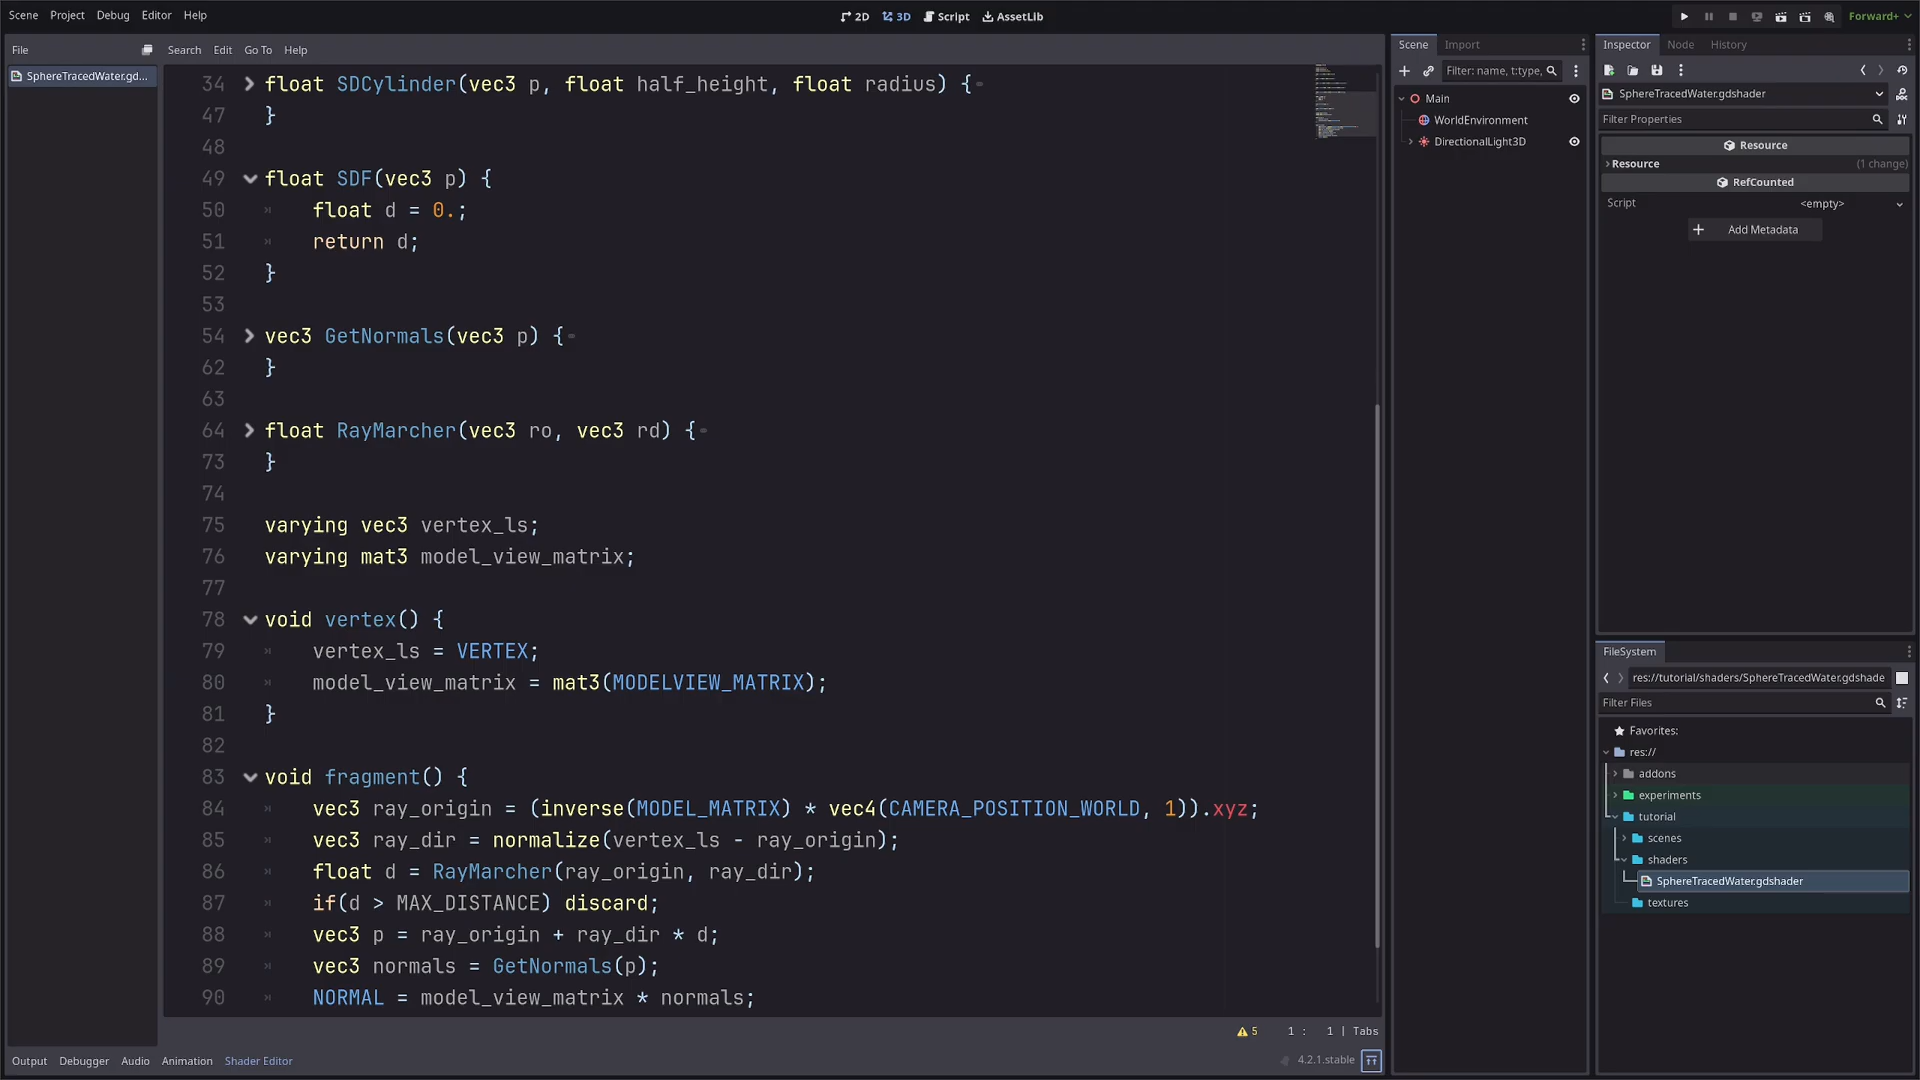 Scene Project Debug Editor Help
2D 3D Script AssetLib
Forward+
File
Search Edit Go To Help
SphereTracedWater.gd...
34 float SDCylinder(vec3 p, float half_height, float radius) {
47 }
48
49 float SDF(vec3 p) {
50 float d = 0.;
51 return d;
52 }
53
54 vec3 GetNormals(vec3 p) {
62 }
63
64 float RayMarcher(vec3 ro, vec3 rd) {
73 }
74
75 varying vec3 vertex_ls;
76 varying mat3 model_view_matrix;
77
78 void vertex() {
79 vertex_ls = VERTEX;
80 model_view_matrix = mat3(MODELVIEW_MATRIX);
81 }
82
83 void fragment() {
84 vec3 ray_origin = (inverse(MODEL_MATRIX) * vec4(CAMERA_POSITION_WORLD, 1)).xyz;
85 vec3 ray_dir = normalize(vertex_ls - ray_origin);
86 float d = RayMarcher(ray_origin, ray_dir);
87 if(d > MAX_DISTANCE) discard;
88 vec3 p = ray_origin + ray_dir * d;
89 vec3 normals = GetNormals(p);
90 NORMAL = model_view_matrix * normals;
5 1 : 1 | Tabs
Output Debugger Audio Animation Shader Editor
4.2.1.stable
Scene Import
Filter: name, t:type,
Main
WorldEnvironment
DirectionalLight3D
Inspector Node History
SphereTracedWater.gdshader
Filter Properties
Resource
Resource (1 change)
RefCounted
Script <empty>
+ Add Metadata
FileSystem
res://tutorial/shaders/SphereTracedWater.gdshade
Filter Files
Favorites:
res://
addons
experiments
tutorial
scenes
shaders
SphereTracedWater.gdshader
textures